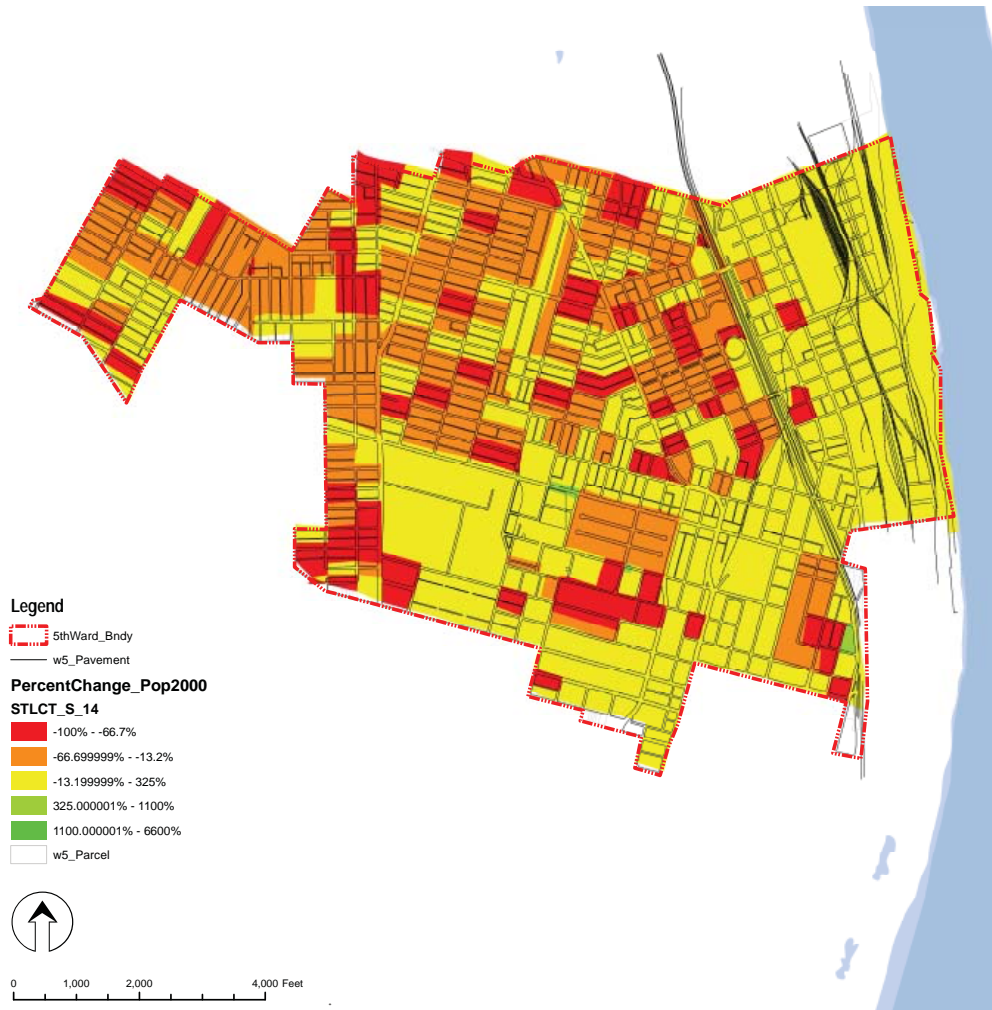 Legend
5thWard_Bndy
w5_Pavement
PercentChange_Pop2000
STLCT_S_14
-100% - -66.7%
-66.699999% - -13.2%
-13.199999% - 325%
325.000001% - 1100%
1100.000001% - 6600%
w5_Parcel
0 1,000 2,000 4,000 Feet